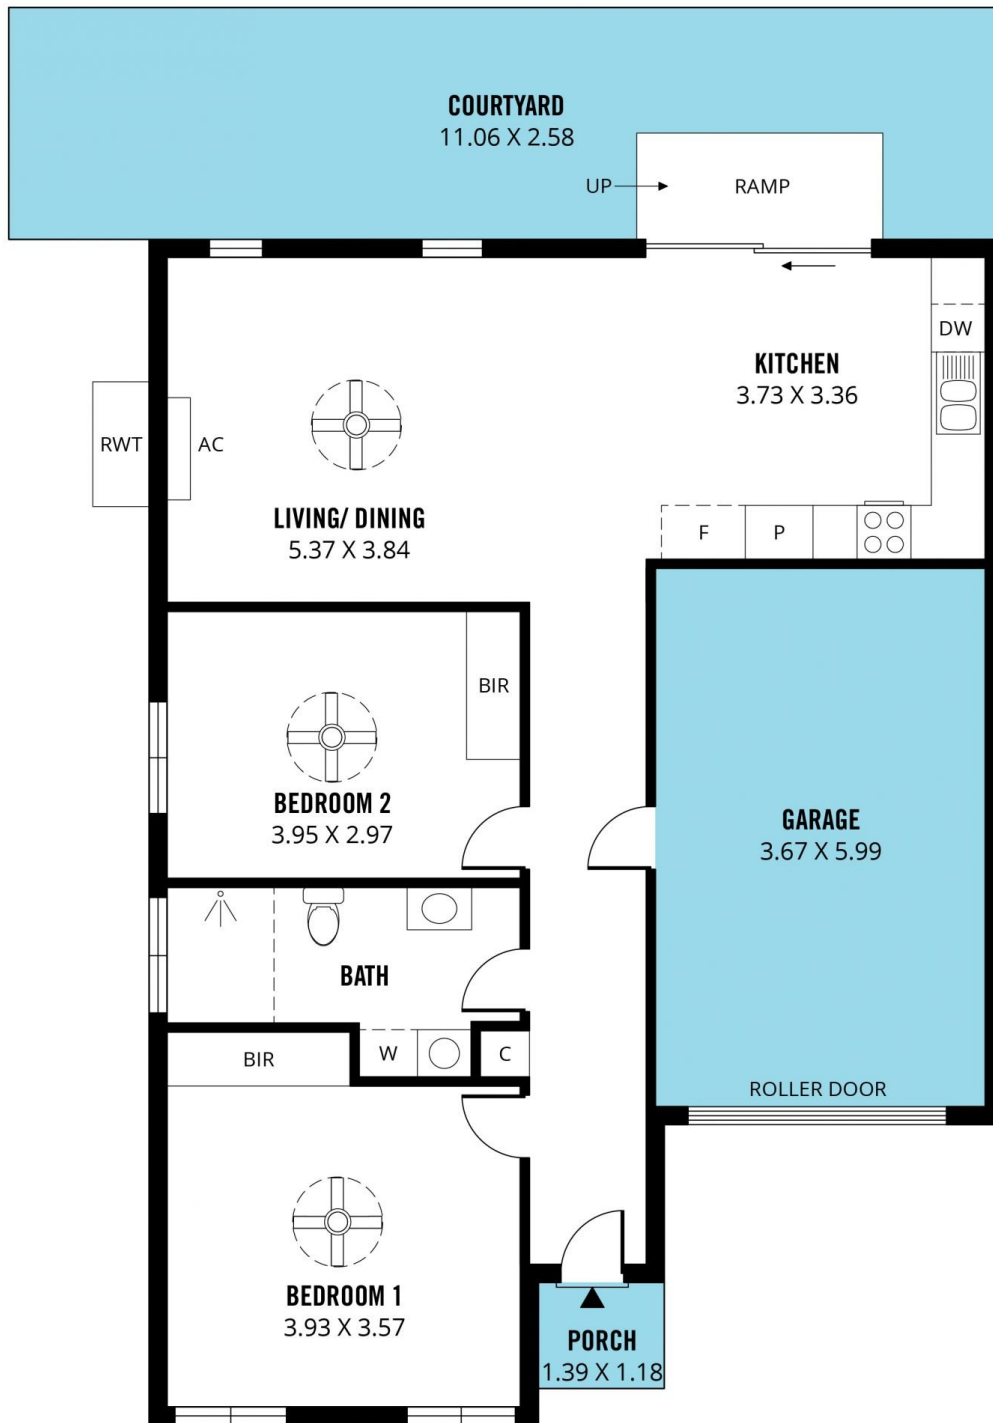 COURTYARD
11.06 X 2.58
UP
RAMP
DW
KITCHEN
3.73 X 3.36
RWT
AC
LIVING/ DINING
5.37 X 3.84
F
P
BIR
BEDROOM 2
3.95 X 2.97
GARAGE
3.67 X 5.99
BATH
BIR
W
C
ROLLER DOOR
BEDROOM 1
3.93 X 3.57
PORCH
1.39 X 1.18